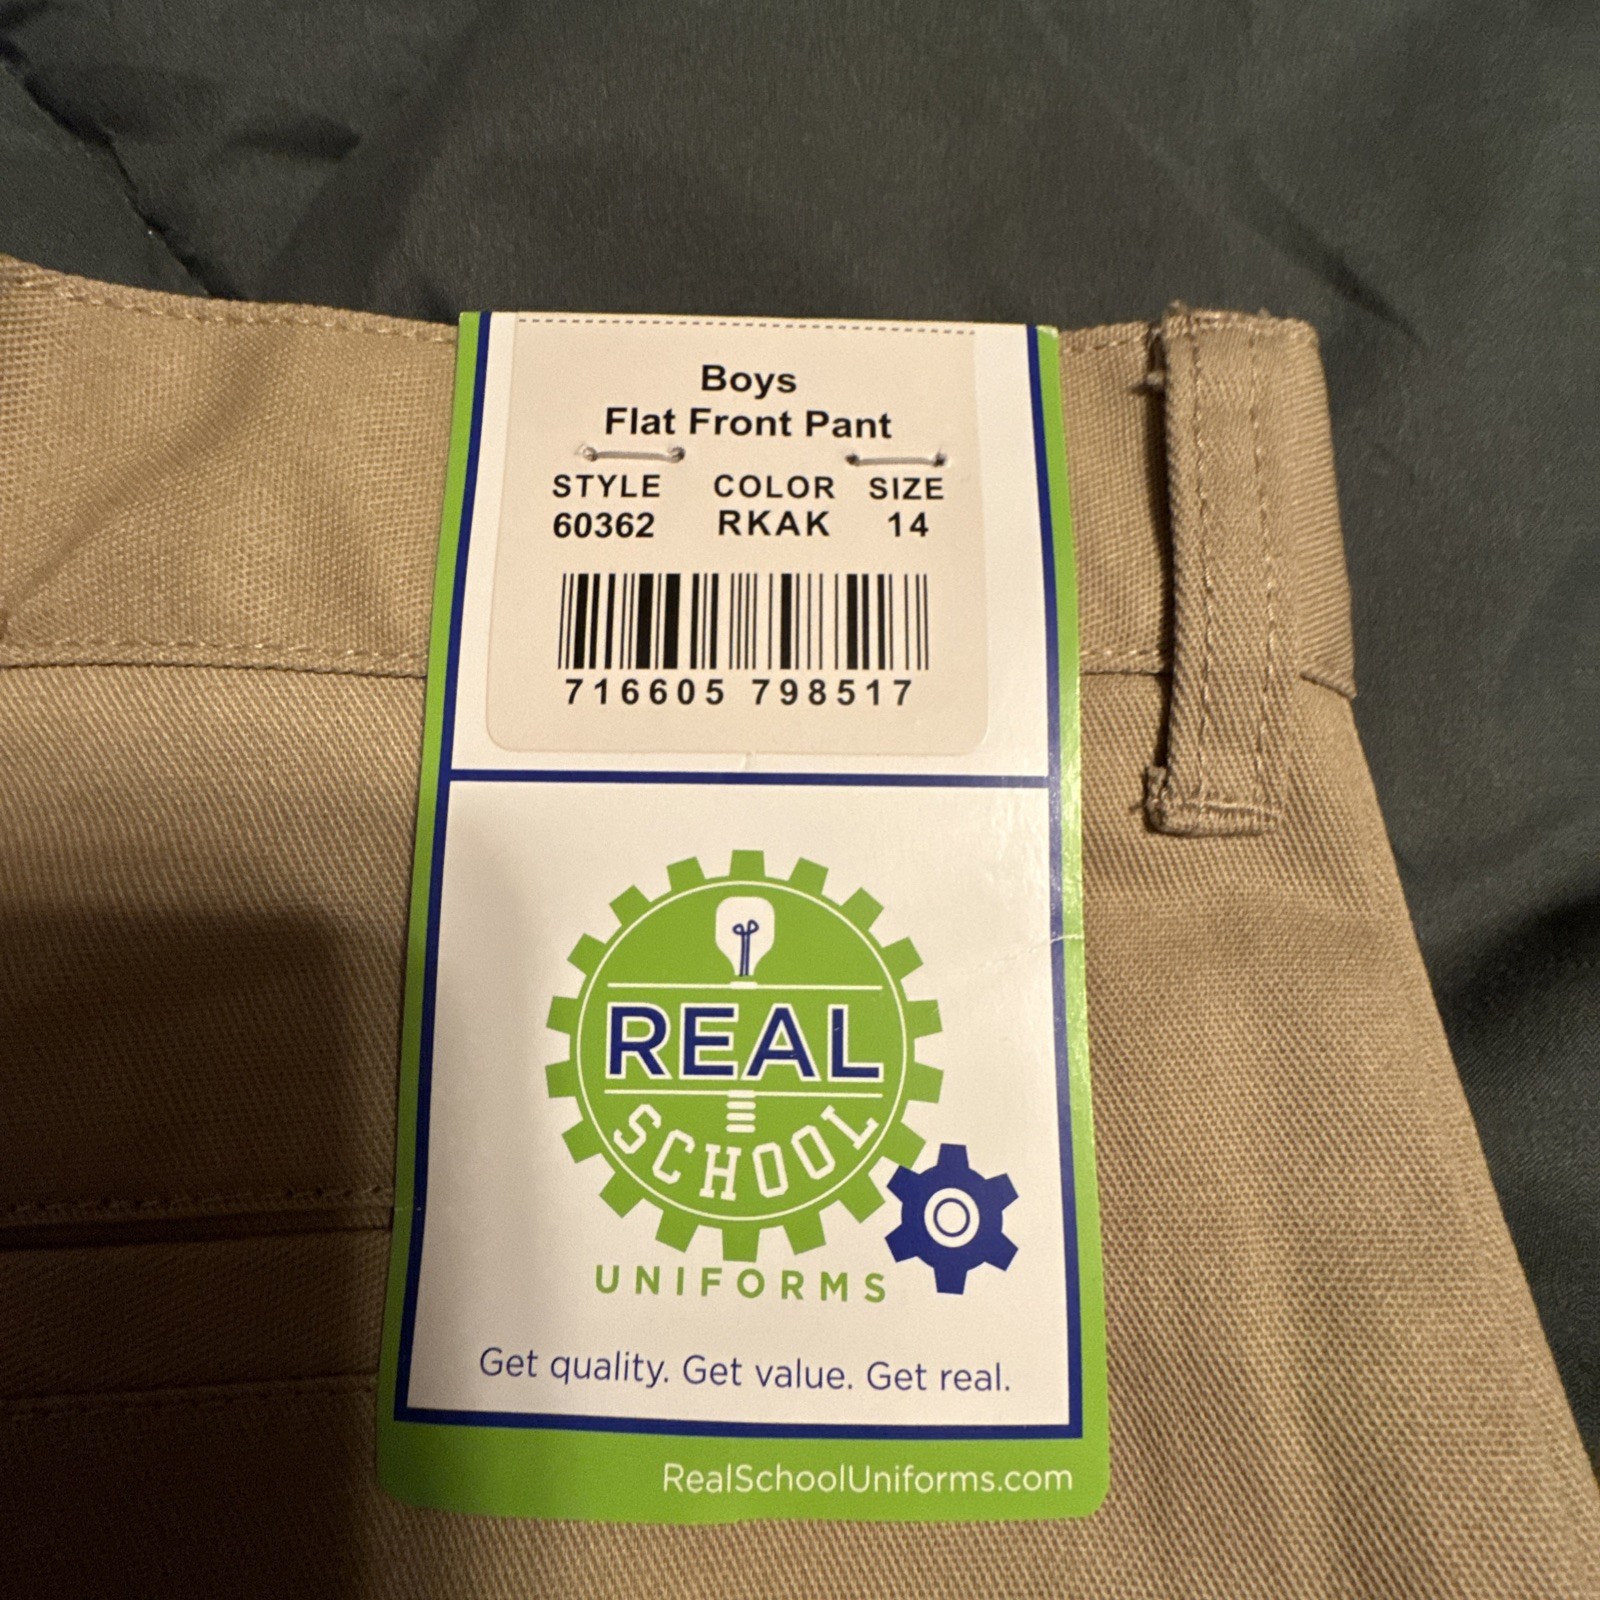 Boys
Flat Front Pant
STYLE COLOR SIZE
60362 RKAK 14
716605 798517
REAL
SCHOOL
UNIFORMS
Get quality. Get value. Get real.
RealSchoolUniforms.com